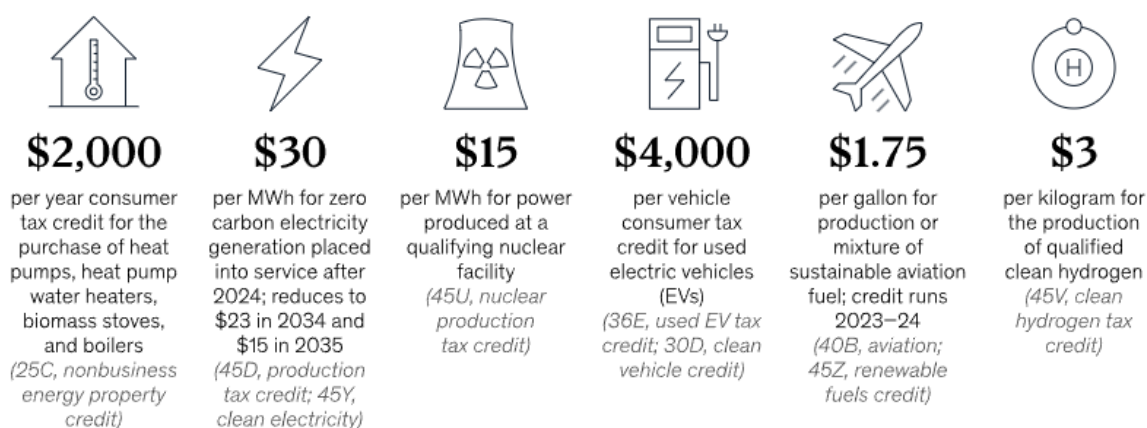 H
$2,000
per year consumer
tax credit for the
purchase of heat
pumps, heat pump
water heaters,
biomass stoves,
and boilers
(25C, nonbusiness
energy property
credit)
$30
per MWh for zero
carbon electricity
generation placed
into service after
2024; reduces to
$23 in 2034 and
$15 in 2035
(45D, production
tax credit; 45Y,
clean electricity)
$15
per MWh for power
produced at a
qualifying nuclear
facility
(45U, nuclear
production
tax credit)
$4,000
per vehicle
consumer tax
credit for used
electric vehicles
(EVs)
(36E, used EV tax
credit; 30D, clean
vehicle credit)
$1.75
per gallon for
production or
mixture of
sustainable aviation
fuel; credit runs
2023–24
(40B, aviation;
45Z, renewable
fuels credit)
$3
per kilogram for
the production
of qualified
clean hydrogen
(45V, clean
hydrogen tax
credit)